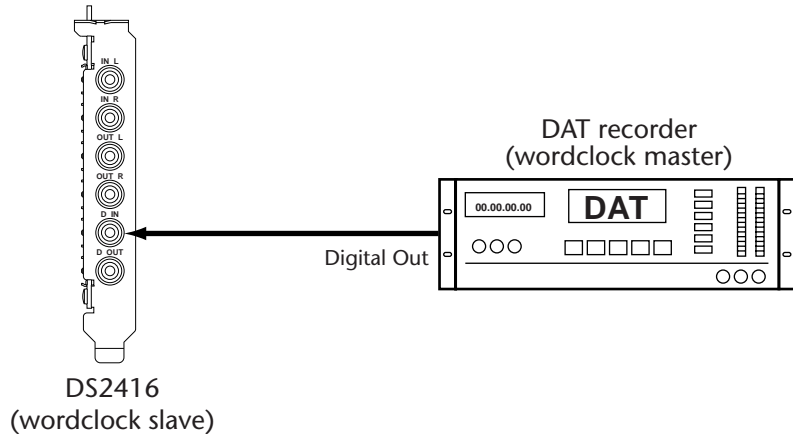 IN L
IN R
OUT L
OUT R
D IN
D OUT
DS2416
(wordclock slave)
Digital Out
DAT recorder
(wordclock master)
00.00.00.00
DAT